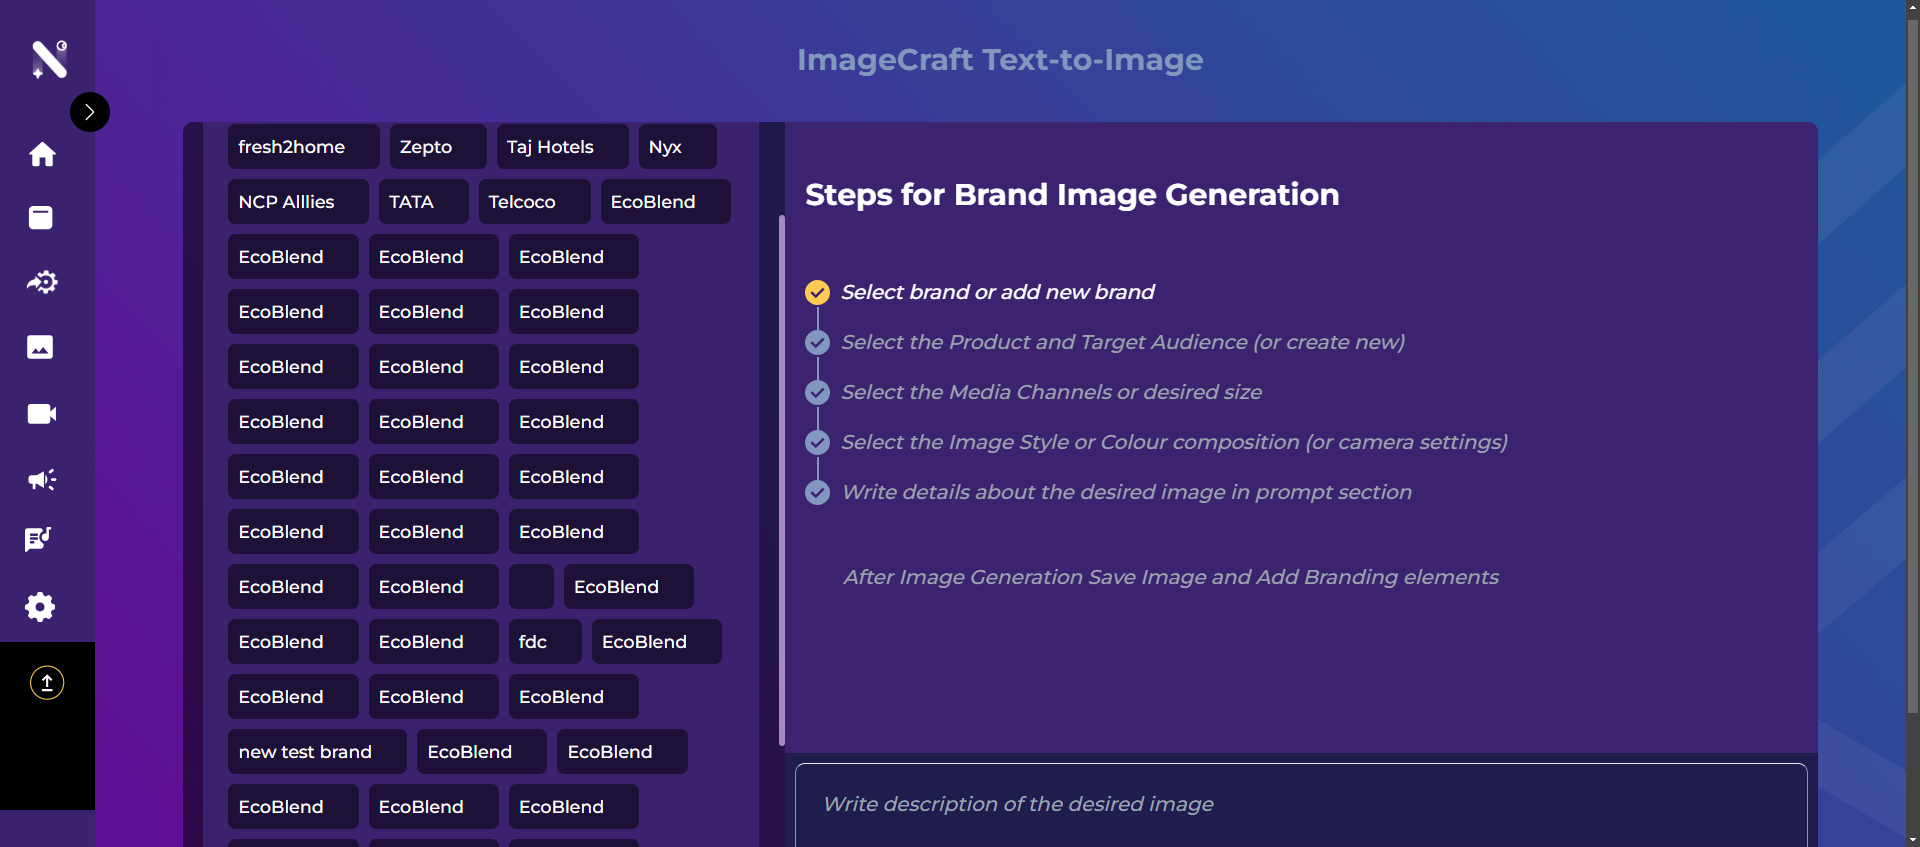 ImageCraft Text-to-Image
fresh2home Zepto Taj Hotels Nyx
NCP Alllies TATA Telcoco EcoBlend
EcoBlend EcoBlend EcoBlend
EcoBlend EcoBlend EcoBlend
EcoBlend EcoBlend EcoBlend
EcoBlend EcoBlend EcoBlend
EcoBlend EcoBlend EcoBlend
EcoBlend EcoBlend EcoBlend
EcoBlend EcoBlend EcoBlend
EcoBlend EcoBlend fdc EcoBlend
EcoBlend EcoBlend EcoBlend
new test brand EcoBlend EcoBlend
EcoBlend EcoBlend EcoBlend
Steps for Brand Image Generation
Select brand or add new brand
Select the Product and Target Audience (or create new)
Select the Media Channels or desired size
Select the Image Style or Colour composition (or camera settings)
Write details about the desired image in prompt section
After Image Generation Save Image and Add Branding elements
Write description of the desired image